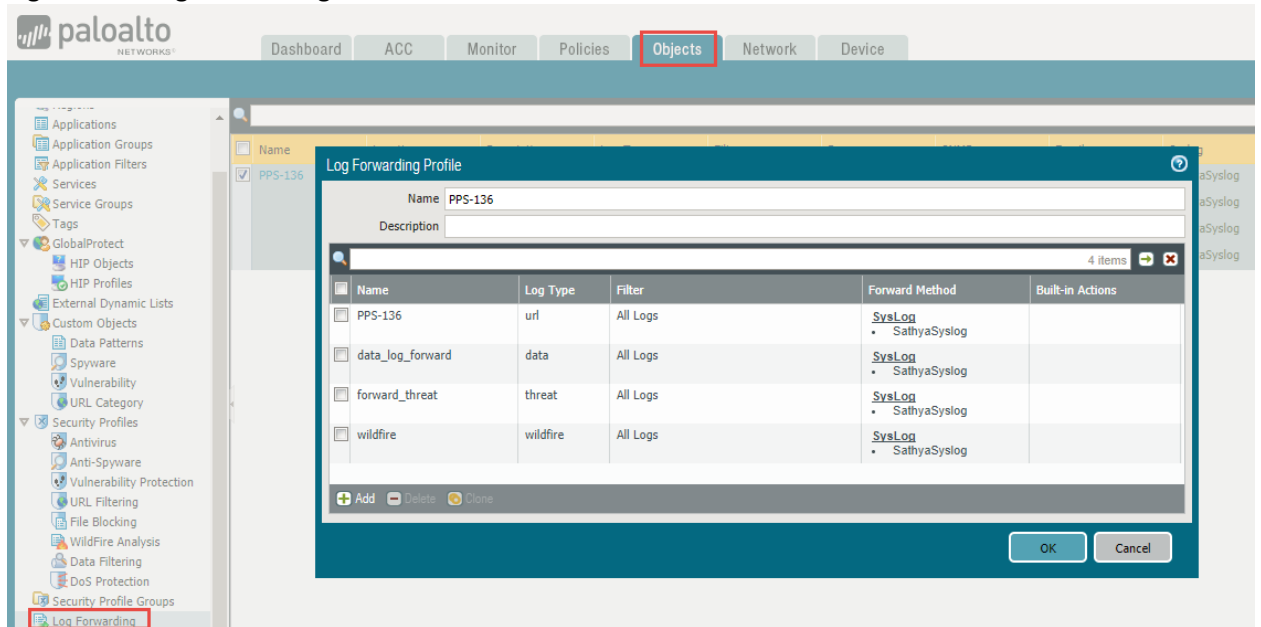 paloalto
NETWORKS
Dashboard ACC Monitor Policies Objects Network Device
Applications
Application Groups
Application Filters
Services
Service Groups
Tags
GlobalProtect
HIP Objects
HIP Profiles
External Dynamic Lists
Custom Objects
Data Patterns
Spyware
Vulnerability
URL Category
Security Profiles
Antivirus
Anti-Spyware
Vulnerability Protection
URL Filtering
File Blocking
WildFire Analysis
Data Filtering
DoS Protection
Security Profile Groups
Log Forwarding
Name
PPS-136
aSyslog
aSyslog
aSyslog
aSyslog
Log Forwarding Profile
Name PPS-136
Description
4 items
Name Log Type Filter Forward Method Built-in Actions
PPS-136 url All Logs SysLog
• SathyaSyslog
data_log_forward data All Logs SysLog
• SathyaSyslog
forward_threat threat All Logs SysLog
• SathyaSyslog
wildfire wildfire All Logs SysLog
• SathyaSyslog
Add Delete Clone
OK Cancel